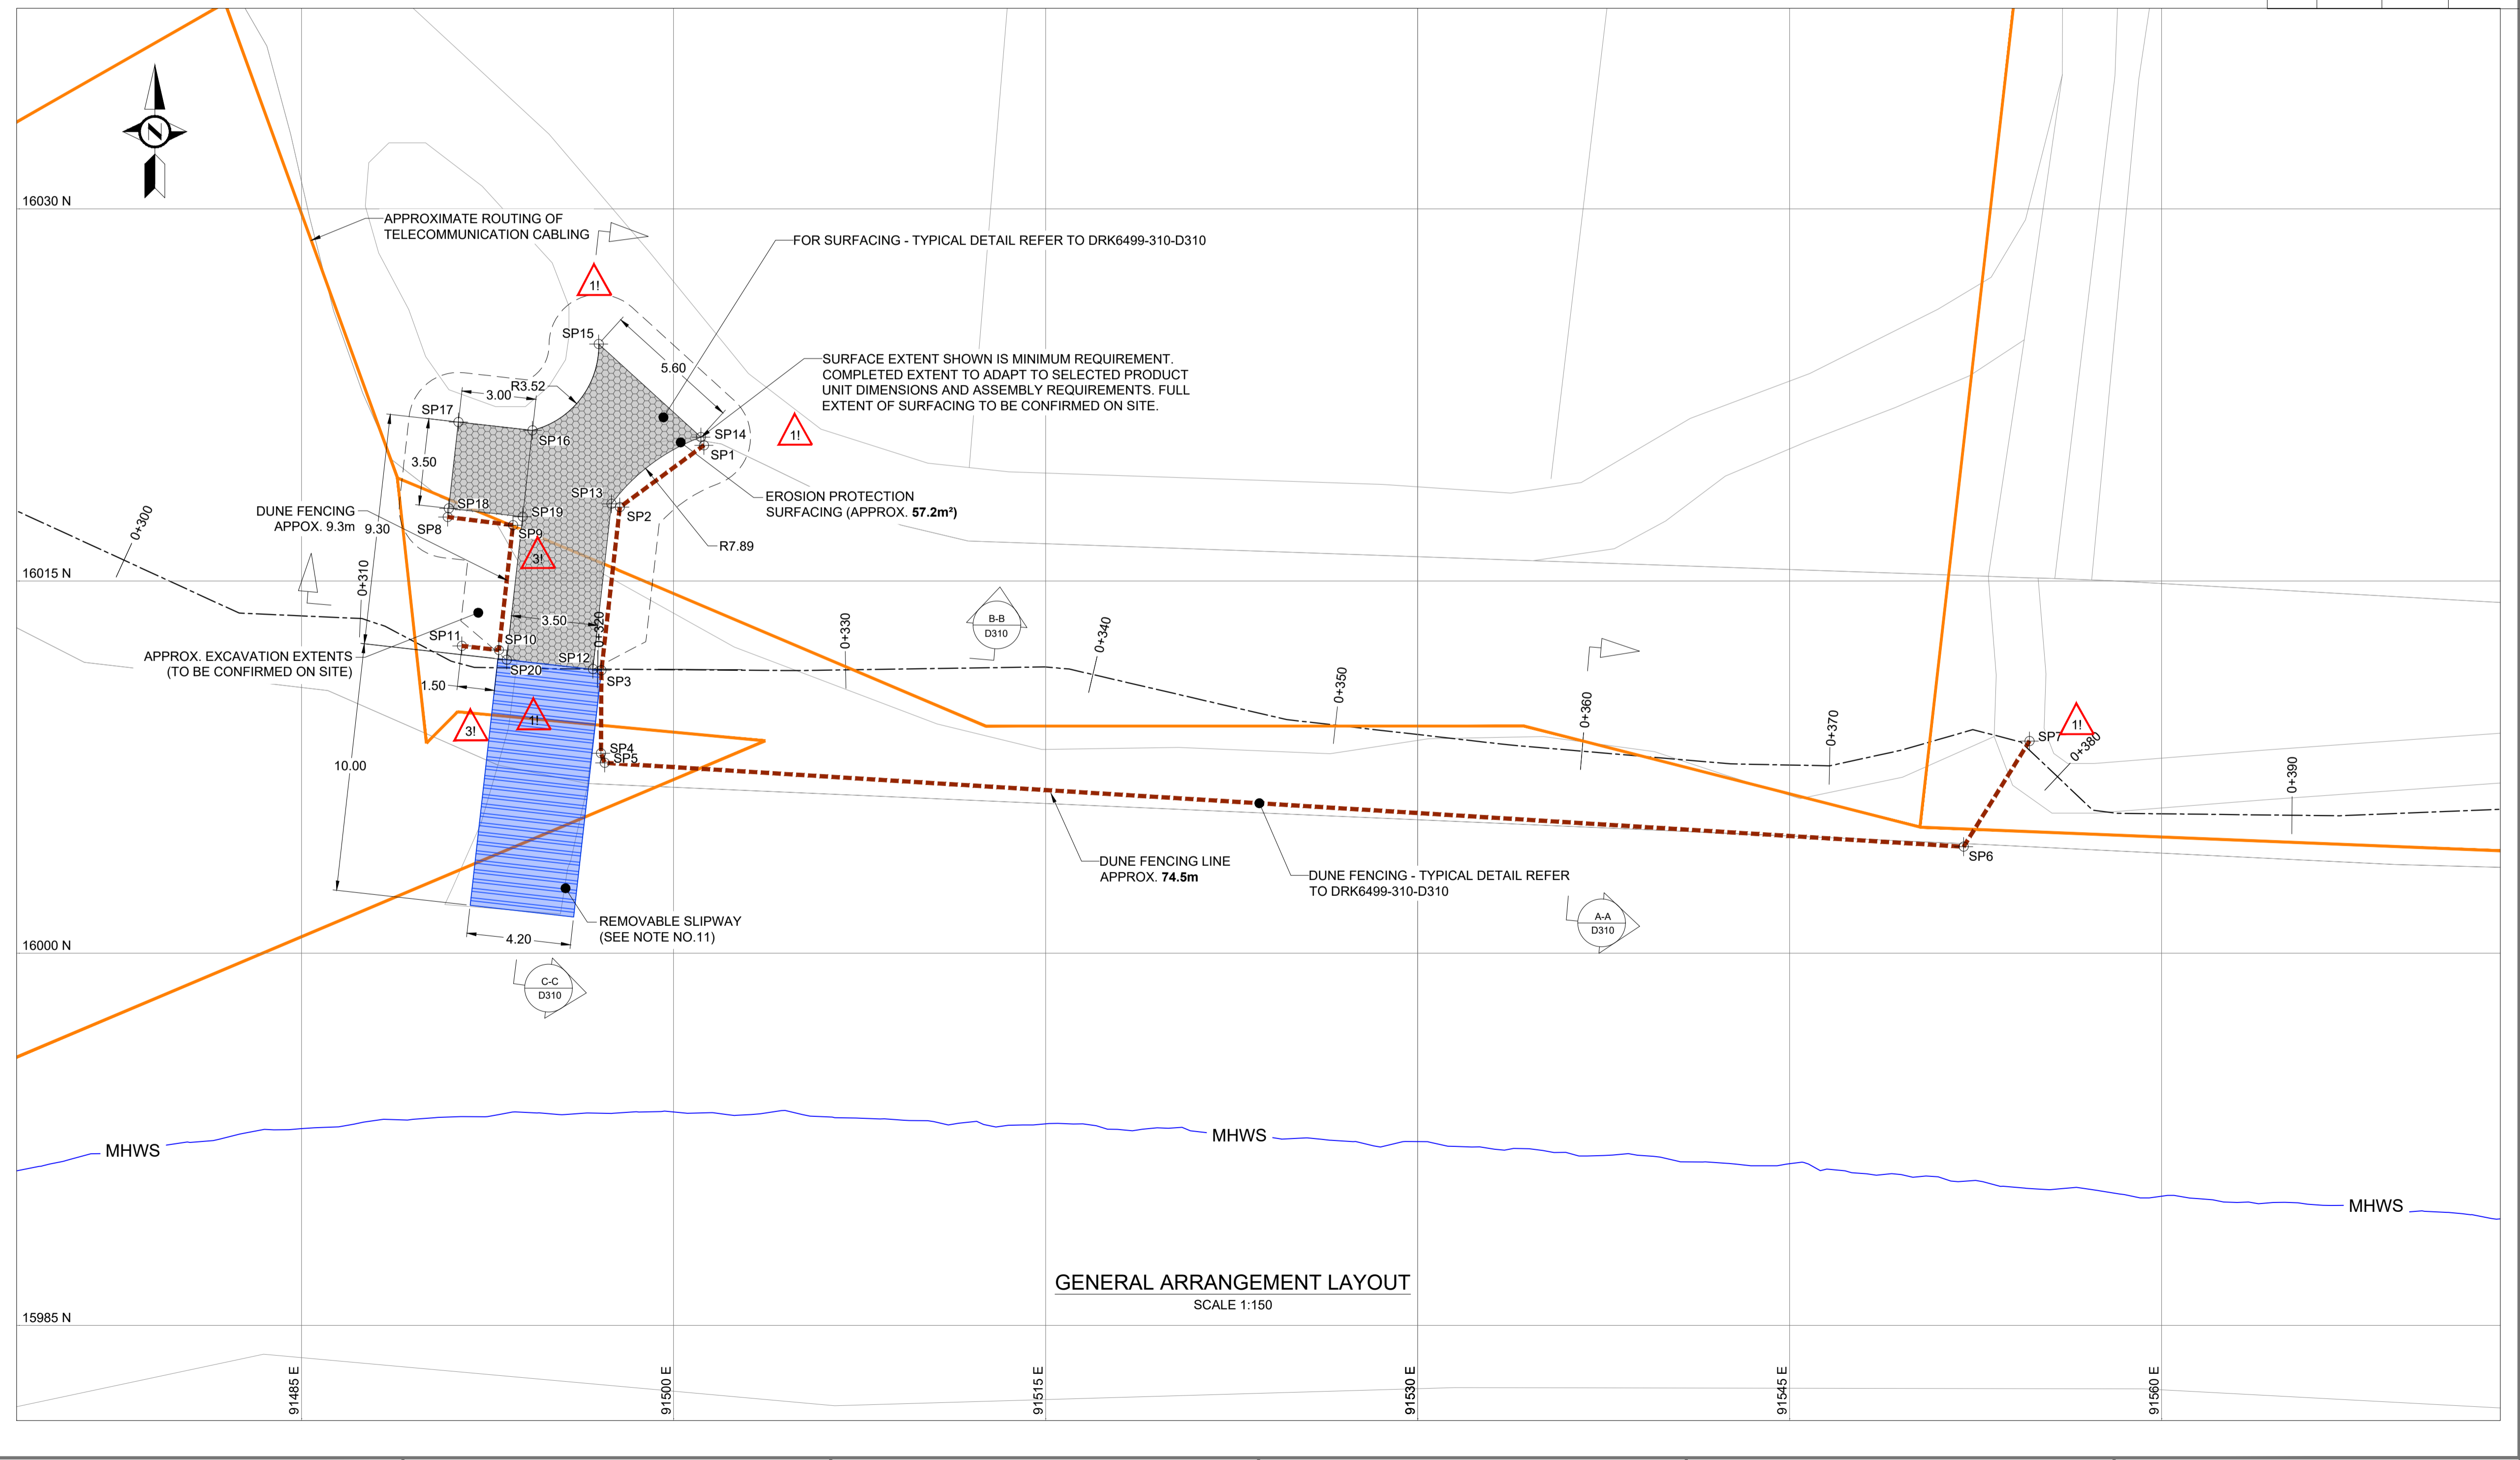 N
16030 N
APPROXIMATE ROUTING OF
TELECOMMUNICATION CABLING
FOR SURFACING - TYPICAL DETAIL REFER TO DRK6499-310-D310
1!
SP15
5.60
SURFACE EXTENT SHOWN IS MINIMUM REQUIREMENT.
COMPLETED EXTENT TO ADAPT TO SELECTED PRODUCT
UNIT DIMENSIONS AND ASSEMBLY REQUIREMENTS. FULL
EXTENT OF SURFACING TO BE CONFIRMED ON SITE.
R3.52
3.00
SP17
SP16
SP14
SP1
1!
3.50
SP13
EROSION PROTECTION
SURFACING (APPROX. 57.2m²)
SP18
SP19
SP2
DUNE FENCING
APPOX. 9.3m
9.30
SP8
SP9
R7.89
3!
0+300
16015 N
0+310
3.50
0+320
0+330
B-B
D310
0+340
SP11
SP10
APPROX. EXCAVATION EXTENTS
(TO BE CONFIRMED ON SITE)
SP12
SP20
SP3
1.50
0+350
0+360
0+370
SP7
1!
0+380
0+390
3!
1!
SP4
SP5
10.00
DUNE FENCING LINE
APPROX. 74.5m
SP6
DUNE FENCING - TYPICAL DETAIL REFER
TO DRK6499-310-D310
REMOVABLE SLIPWAY
(SEE NOTE NO.11)
4.20
A-A
D310
16000 N
C-C
D310
MHWS
MHWS
MHWS
GENERAL ARRANGEMENT LAYOUT
SCALE 1:150
15985 N
91485 E
91500 E
91515 E
91530 E
91545 E
91560 E